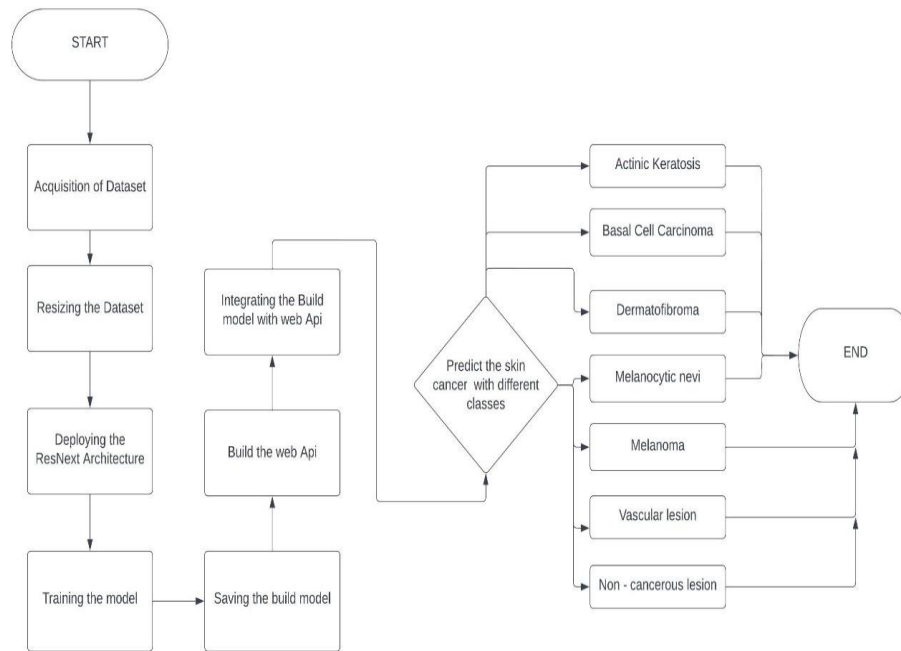 START
Acquisition of Dataset
Resizing the Dataset
Deploying the
ResNext Architecture
Training the model
Saving the build model
Build the web Api
Integrating the Build
model with web Api
Predict the skin
cancer with different
classes
Actinic Keratosis
Basal Cell Carcinoma
Dermatofibroma
Melanocytic nevi
Melanoma
Vascular lesion
Non - cancerous lesion
END